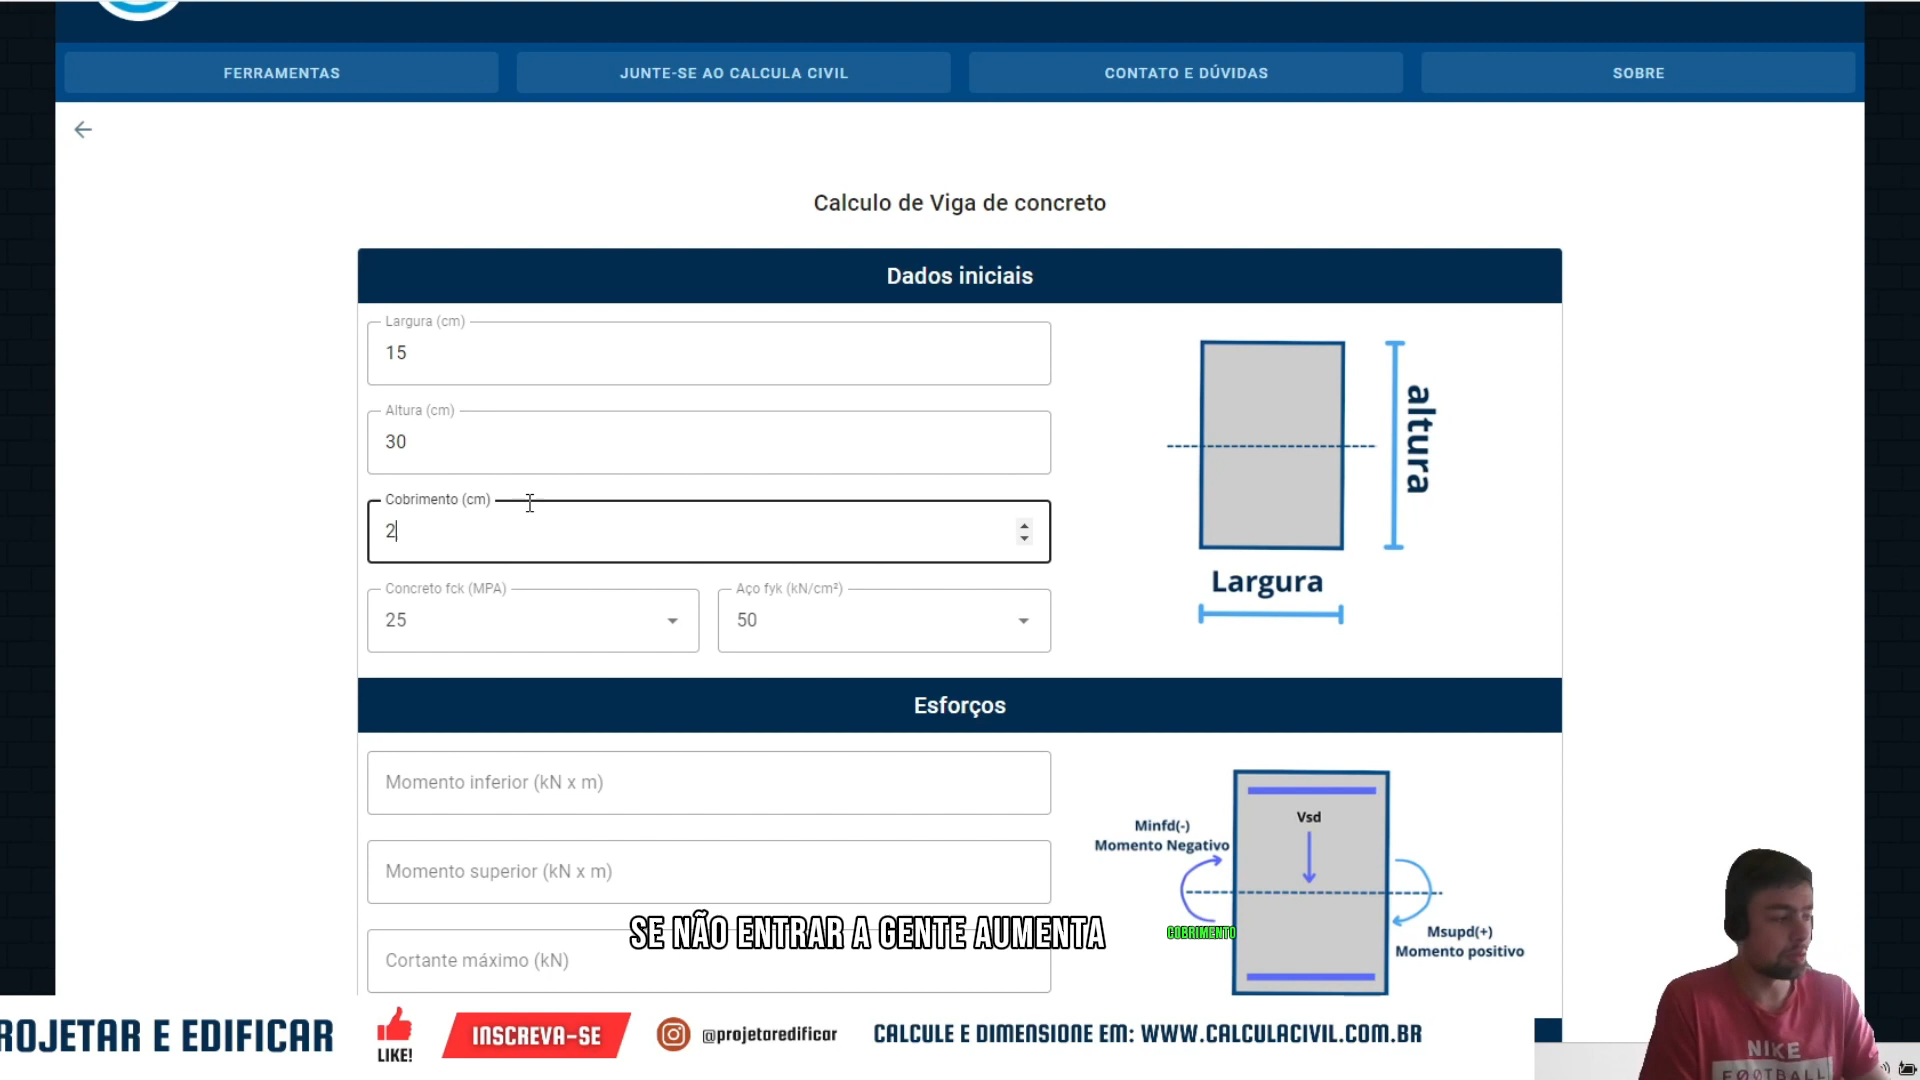 FERRAMENTAS
JUNTE-SE AO CALCULA CIVIL
CONTATO E DÚVIDAS
SOBRE
Calculo de Viga de concreto
Dados iniciais
Largura (cm)
15
Altura (cm)
30
Cobrimento (cm)
2
Concreto fck (MPA)
25
Aço fyk (kN/cm²)
50
altura
Largura
Esforços
Momento inferior (kN x m)
Momento superior (kN x m)
Cortante máximo (kN)
Vsd
Minfd(-)
Momento Negativo
Msupd(+)
Momento positivo
SE NÃO ENTRAR A GENTE AUMENTA
COBRIMENTO
ROJETAR E EDIFICAR
LIKE!
INSCREVA-SE
@projetaredificar
CALCULE E DIMENSIONE EM: WWW.CALCULACIVIL.COM.BR
NIKE
FOOTBALL